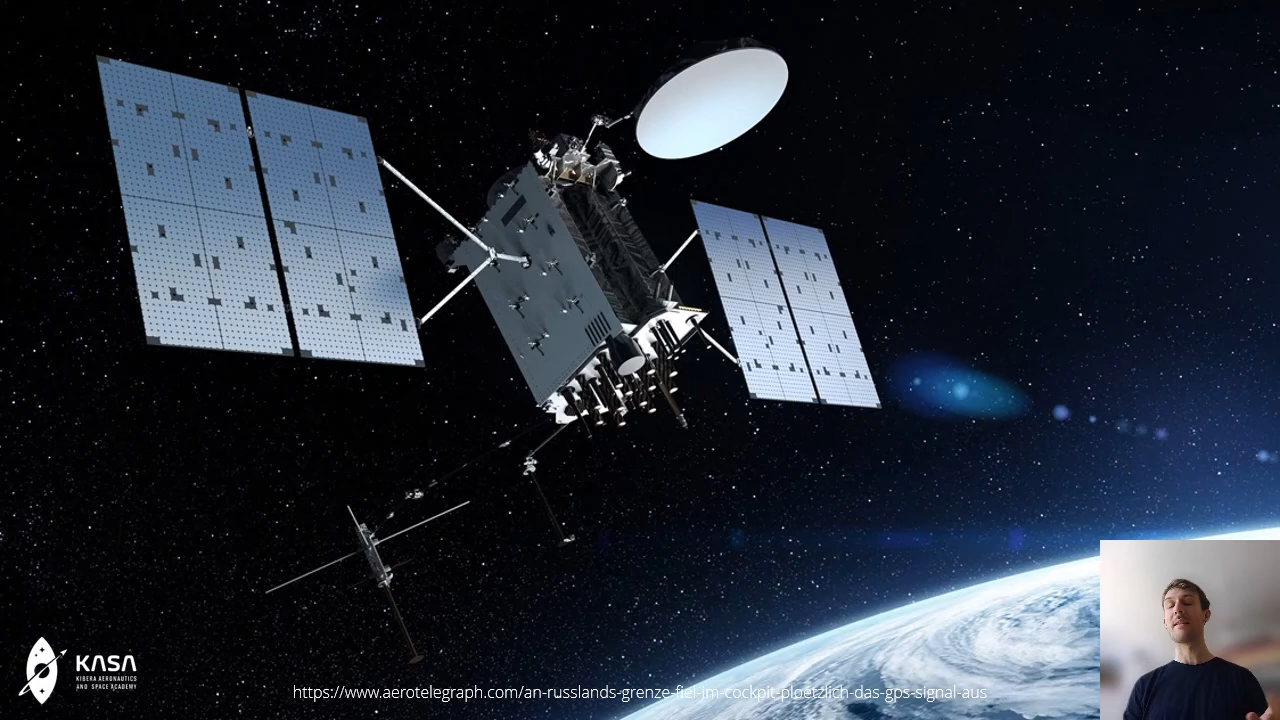 KASA
KIBERA AERONAUTICS
AND SPACE ACADEMY
https://www.aerotelegraph.com/an-russlands-grenze-fiel-im-cockpit-ploetzlich-das-gps-signal-aus